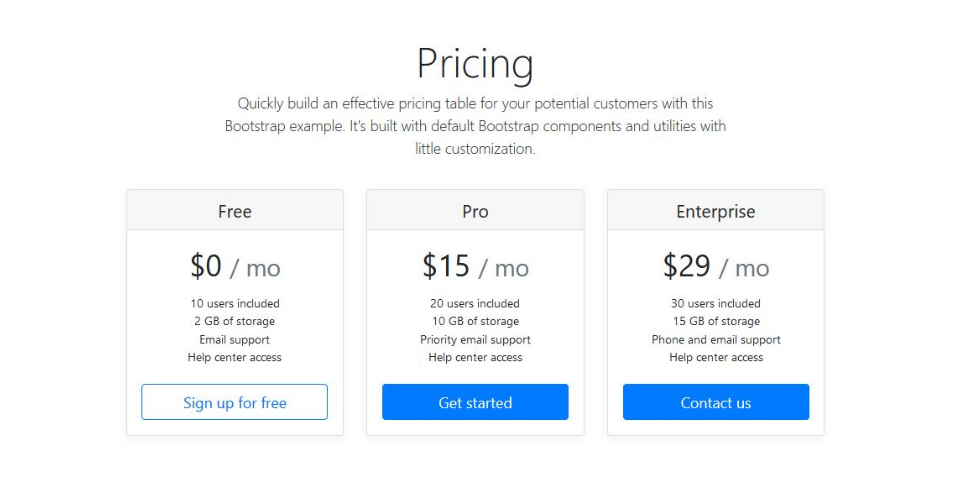 Pricing
Quickly build an effective pricing table for your potential customers with this
Bootstrap example. It's built with default Bootstrap components and utilities with
little customization.
Free
$0 / mo
10 users included
2 GB of storage
Email support
Help center access
Sign up for free
Pro
$15 / mo
20 users included
10 GB of storage
Priority email support
Help center access
Get started
Enterprise
$29 / mo
30 users included
15 GB of storage
Phone and email support
Help center access
Contact us